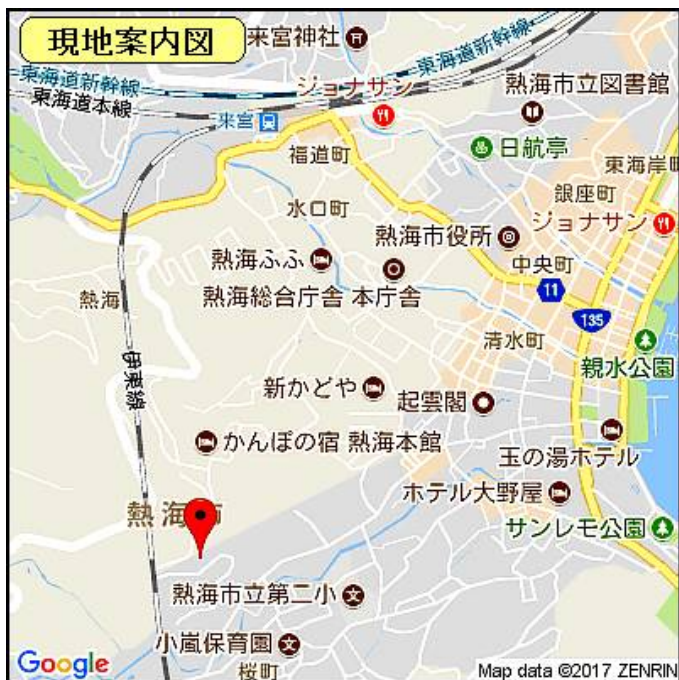 現地案内図
来宮神社
東海道新幹線
東海道新幹線
東海道本線
ジョナサン
熱海市立図書館
来宮
福道町
日航亭
東海岸町
水口町
銀座町
熱海市役所
ジョナサン
熱海ふふ
中央町
熱海総合庁舎 本庁舎
熱海
11
135
清水町
伊東線
親水公園
新かどや
起雲閣
かんぽの宿 熱海本館
玉の湯ホテル
ホテル大野屋
熱海市
サンレモ公園
熱海市立第二小
小嵐保育園
桜町
Google
Map data ©2017 ZENRIN